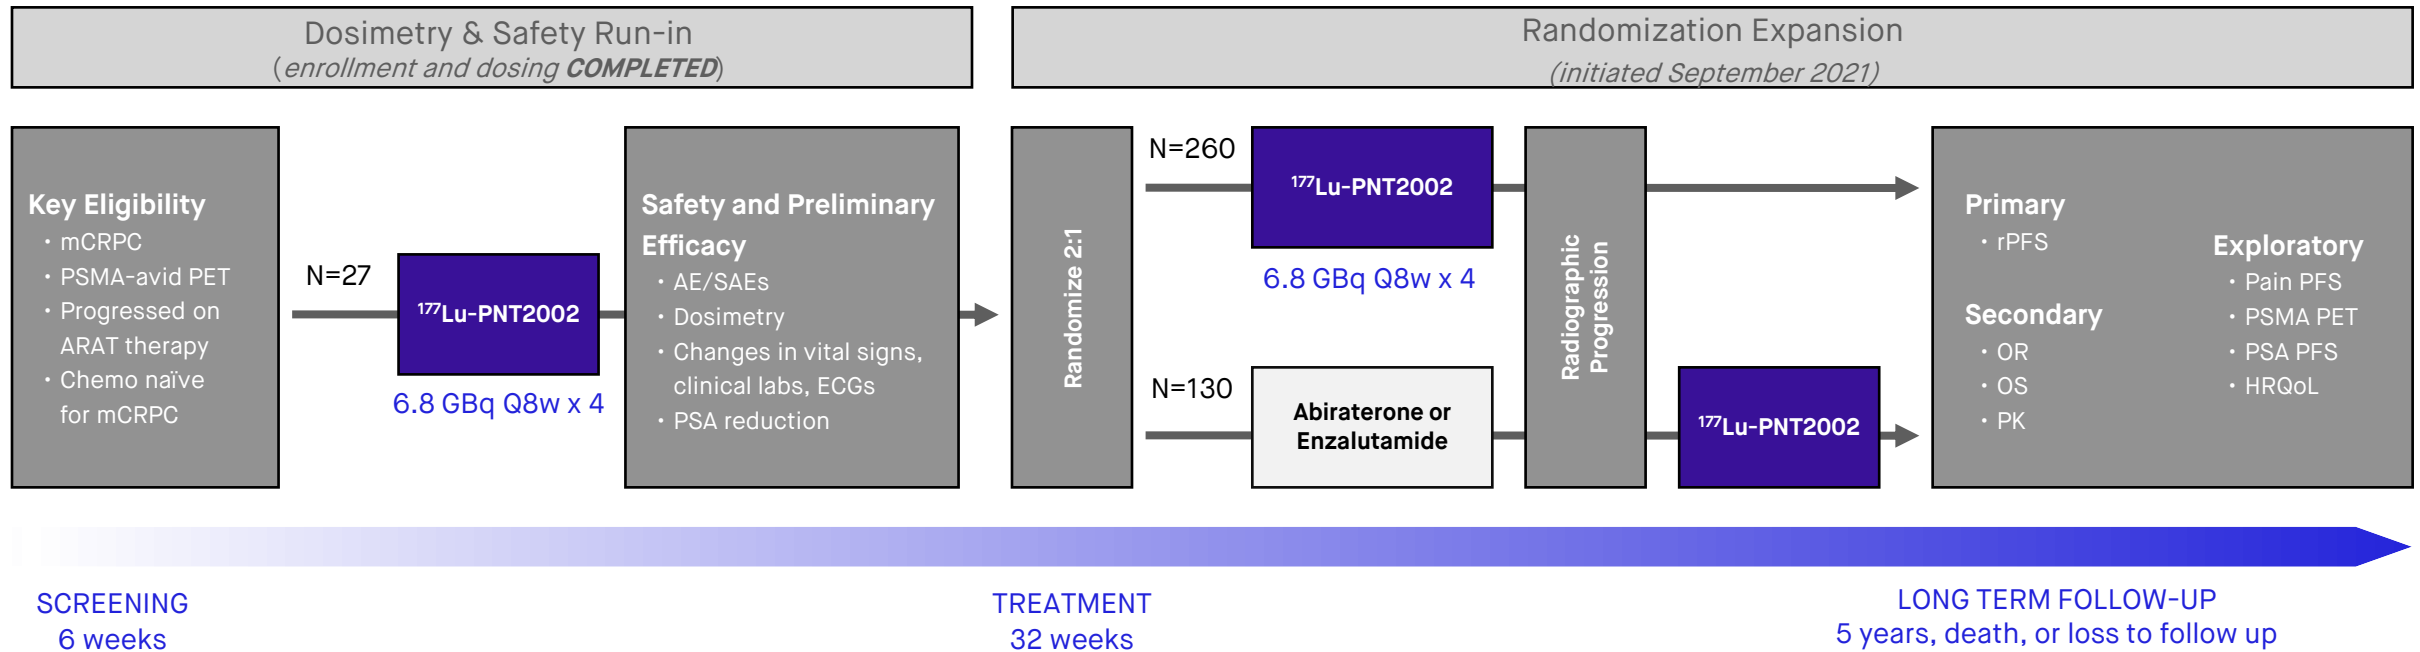 Dosimetry & Safety Run-in
(enrollment and dosing COMPLETED)
Randomization Expansion
(initiated September 2021)
Key Eligibility
• mCRPC
• PSMA-avid PET
• Progressed on
ARAT therapy
• Chemo naïve
for mCRPC
N=27
¹⁷⁷Lu-PNT2002
6.8 GBq Q8w x 4
Safety and Preliminary
Efficacy
• AE/SAEs
• Dosimetry
• Changes in vital signs,
clinical labs, ECGs
• PSA reduction
Randomize 2:1
N=260
¹⁷⁷Lu-PNT2002
6.8 GBq Q8w x 4
N=130
Abiraterone or
Enzalutamide
Radiographic
Progression
¹⁷⁷Lu-PNT2002
Primary
• rPFS
Secondary
• OR
• OS
• PK
Exploratory
• Pain PFS
• PSMA PET
• PSA PFS
• HRQoL
SCREENING
6 weeks
TREATMENT
32 weeks
LONG TERM FOLLOW-UP
5 years, death, or loss to follow up